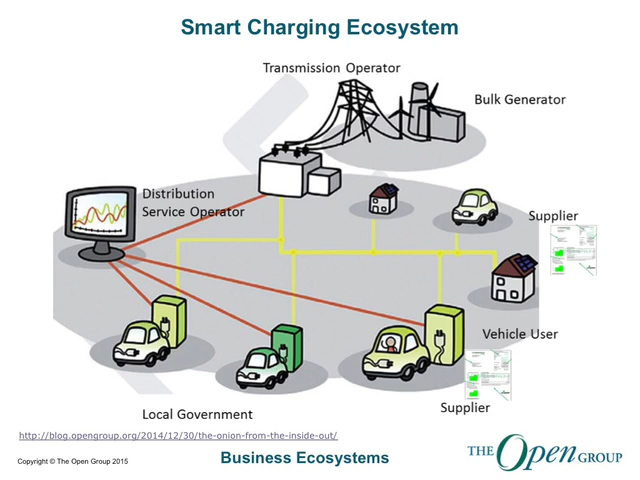 Smart Charging Ecosystem
Transmission Operator
Bulk Generator
Distribution
Service Operator
Supplier
Vehicle User
Supplier
Local Government
http://blog.opengroup.org/2014/12/30/the-onion-from-the-inside-out/
Copyright © The Open Group 2015
Business Ecosystems
THE Open GROUP